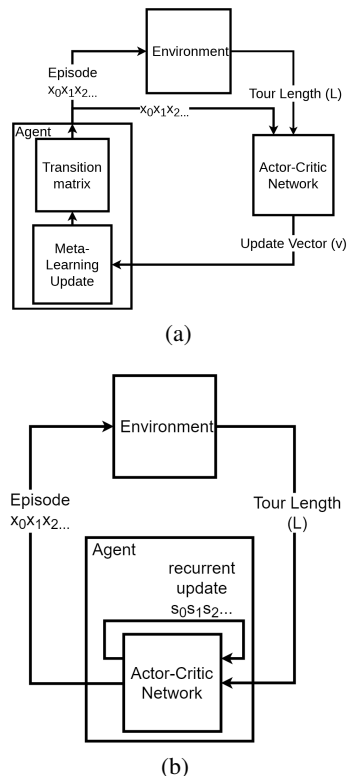 Environment
Episode
x₀x₁x₂...
x₀x₁x₂...
Tour Length (L)
Agent
Transition
matrix
Actor-Critic
Network
Meta-
Learning
Update
Update Vector (v)
(a)
Environment
Episode
x₀x₁x₂...
Tour Length
(L)
Agent
recurrent
update
s₀s₁s₂...
Actor-Critic
Network
(b)